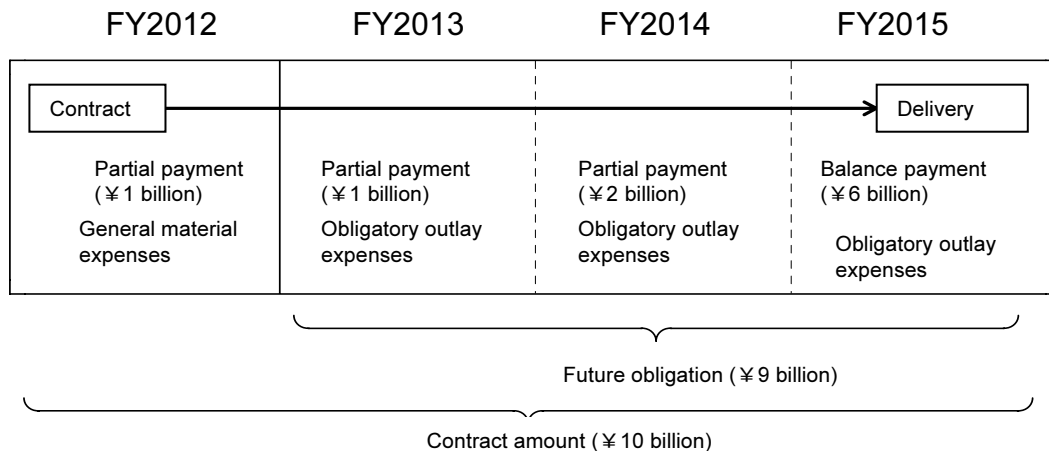 FY2012 FY2013 FY2014 FY2015
Contract Delivery
Partial payment Partial payment Partial payment Balance payment
(￥1 billion) (￥1 billion) (￥2 billion) (￥6 billion)
General material Obligatory outlay Obligatory outlay Obligatory outlay
expenses expenses expenses expenses
Future obligation (￥9 billion)
Contract amount (￥10 billion)